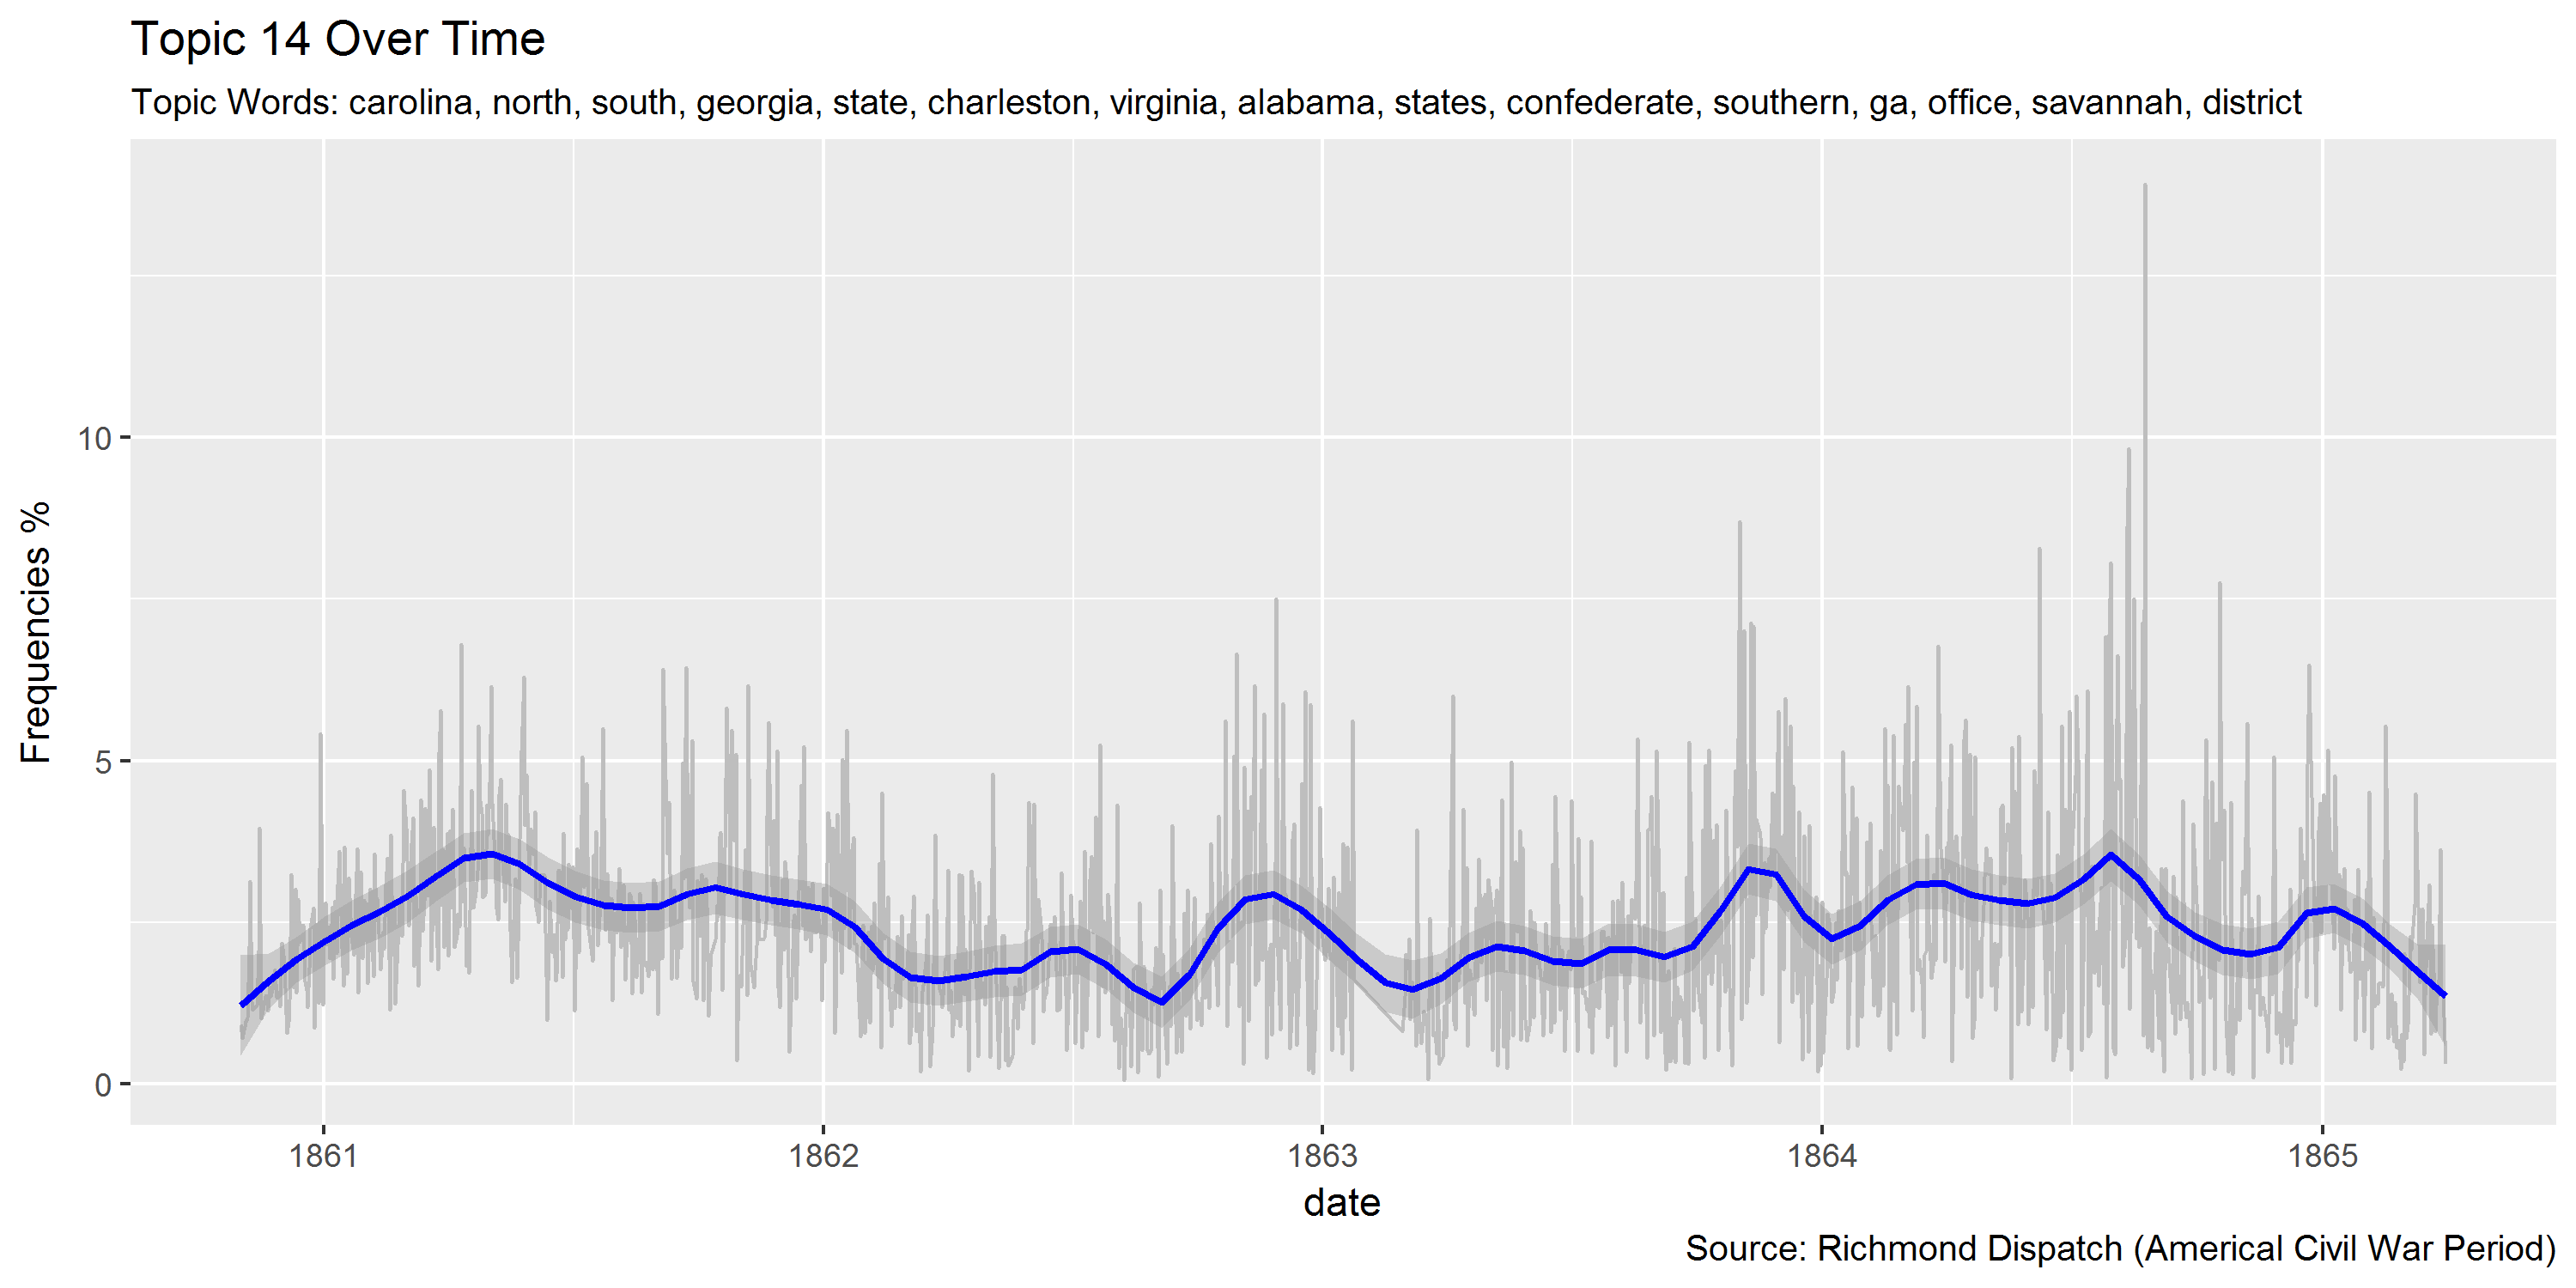 Topic 14 Over Time
Topic Words: carolina, north, south, georgia, state, charleston, virginia, alabama, states, confederate, southern, ga, office, savannah, district
Frequencies %
10
5
0
1861
1862
1863
1864
1865
date
Source: Richmond Dispatch (Americal Civil War Period)